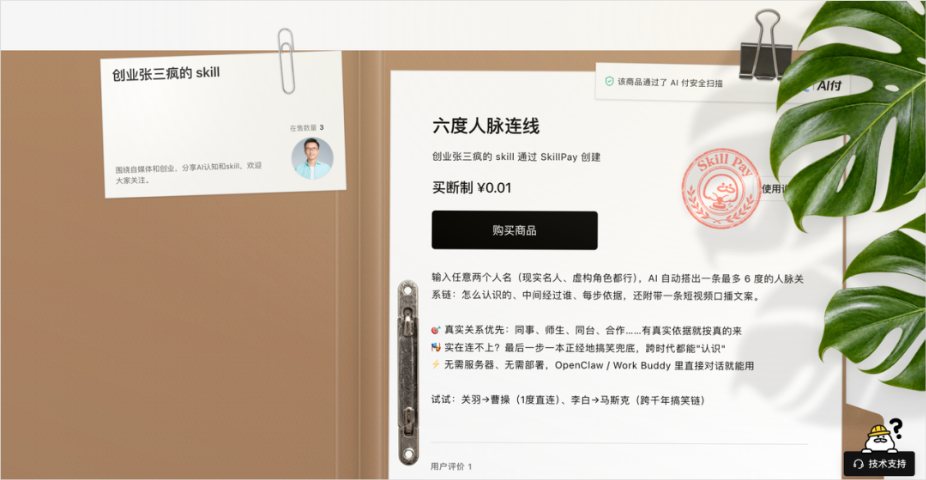 创业张三疯的 skill
在售数量 3
围绕自媒体和创业，分享AI认知和skill，欢迎
大家关注。
该商品通过了 AI 付安全扫描
AI付
六度人脉连线
创业张三疯的 skill 通过 SkillPay 创建
买断制 ¥0.01
Skill Pay
使用
购买商品
输入任意两个人名（现实名人、虚构角色都行），AI 自动搭出一条最多 6 度的人脉关
系链：怎么认识的、中间经过谁、每步依据，还附带一条短视频口播文案。
🎯 真实关系优先：同事、师生、同台、合作……有真实依据就按真的来
🎭 实在连不上？最后一步一本正经地搞笑兜底，跨时代都能"认识"
⚡ 无需服务器、无需部署，OpenClaw / Work Buddy 里直接对话就能用
试试：关羽→曹操（1度直连）、李白→马斯克（跨千年搞笑链）
用户评价 1
?
技术支持